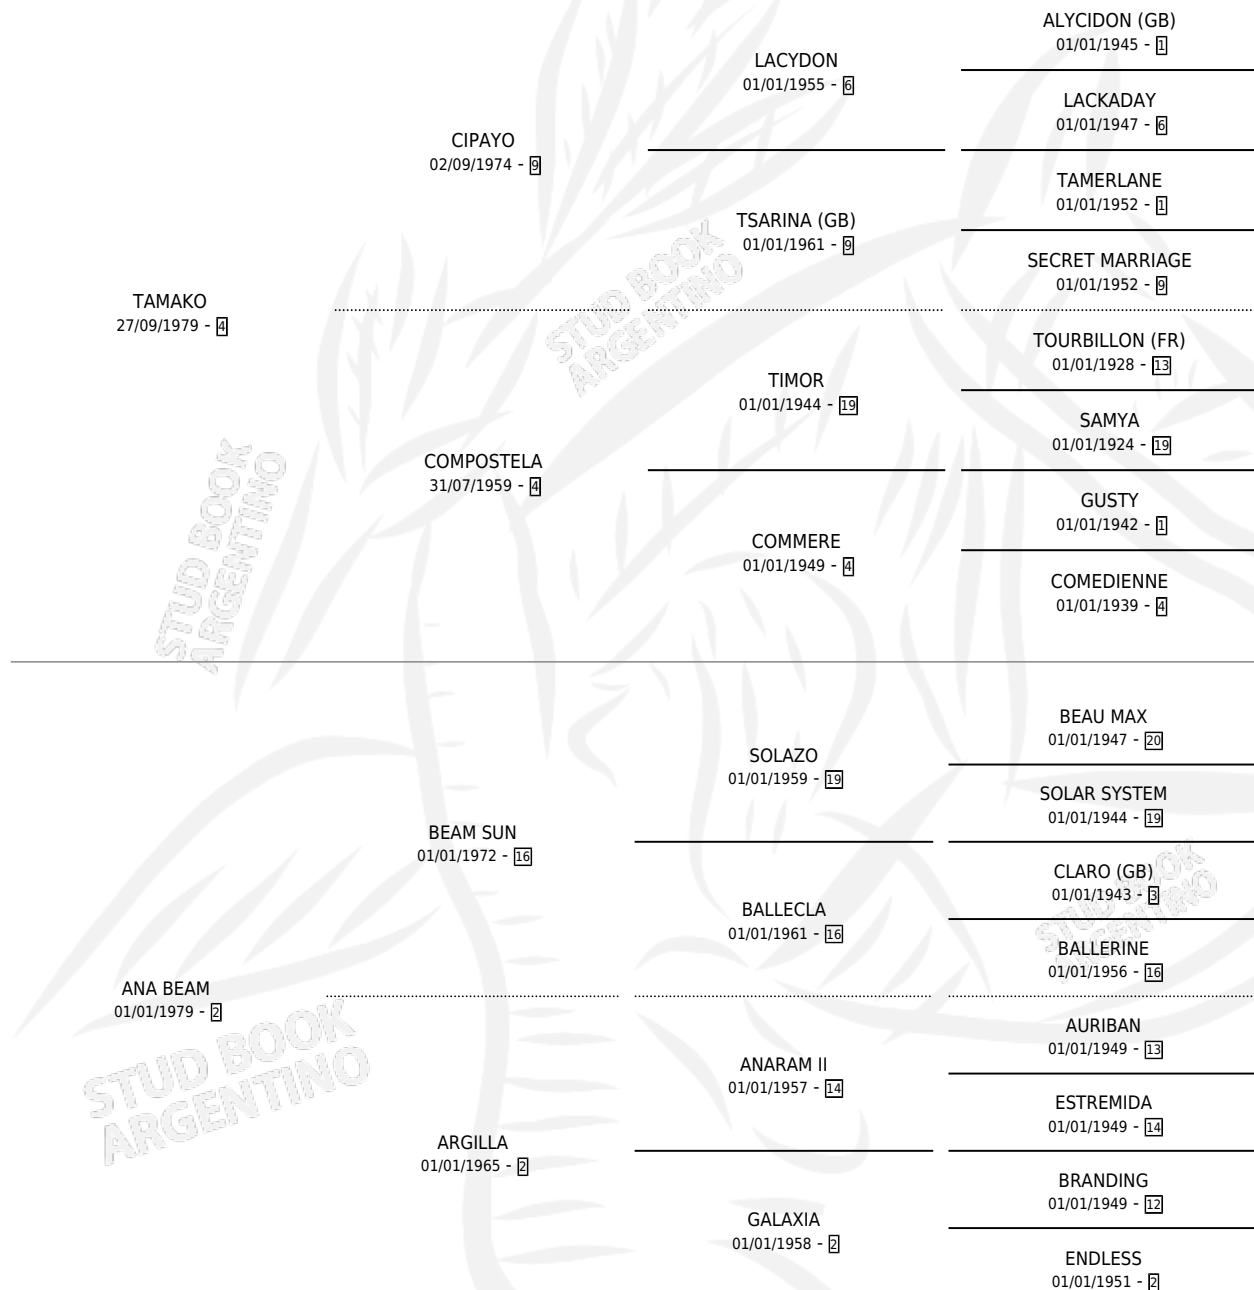 ALYCIDON (GB)
01/01/1945 - 1
LACYDON
01/01/1955 - 6
LACKADAY
01/01/1947 - 6
CIPAYO
02/09/1974 - 9
TAMERLANE
01/01/1952 - 1
TSARINA (GB)
01/01/1961 - 9
SECRET MARRIAGE
01/01/1952 - 9
STUD BOOK
ARGENTINO
TAMAKO
27/09/1979 - 4
TOURBILLON (FR)
01/01/1928 - 13
TIMOR
01/01/1944 - 19
SAMYA
01/01/1924 - 19
COMPOSTELA
31/07/1959 - 4
GUSTY
01/01/1942 - 1
COMMERE
01/01/1949 - 4
COMEDIENNE
01/01/1939 - 4
STUD BOOK
ARGENTINO
BEAU MAX
01/01/1947 - 20
SOLAZO
01/01/1959 - 19
SOLAR SYSTEM
01/01/1944 - 19
BEAM SUN
01/01/1972 - 16
CLARO (GB)
01/01/1943 - 3
BALLECLA
01/01/1961 - 16
STUD BOOK
ARGENTINO
BALLERINE
01/01/1956 - 16
ANA BEAM
01/01/1979 - 2
AURIBAN
01/01/1949 - 13
STUD BOOK
ARGENTINO
ANARAM II
01/01/1957 - 14
ESTREMIDA
01/01/1949 - 14
ARGILLA
01/01/1965 - 2
BRANDING
01/01/1949 - 12
GALAXIA
01/01/1958 - 2
ENDLESS
01/01/1951 - 2